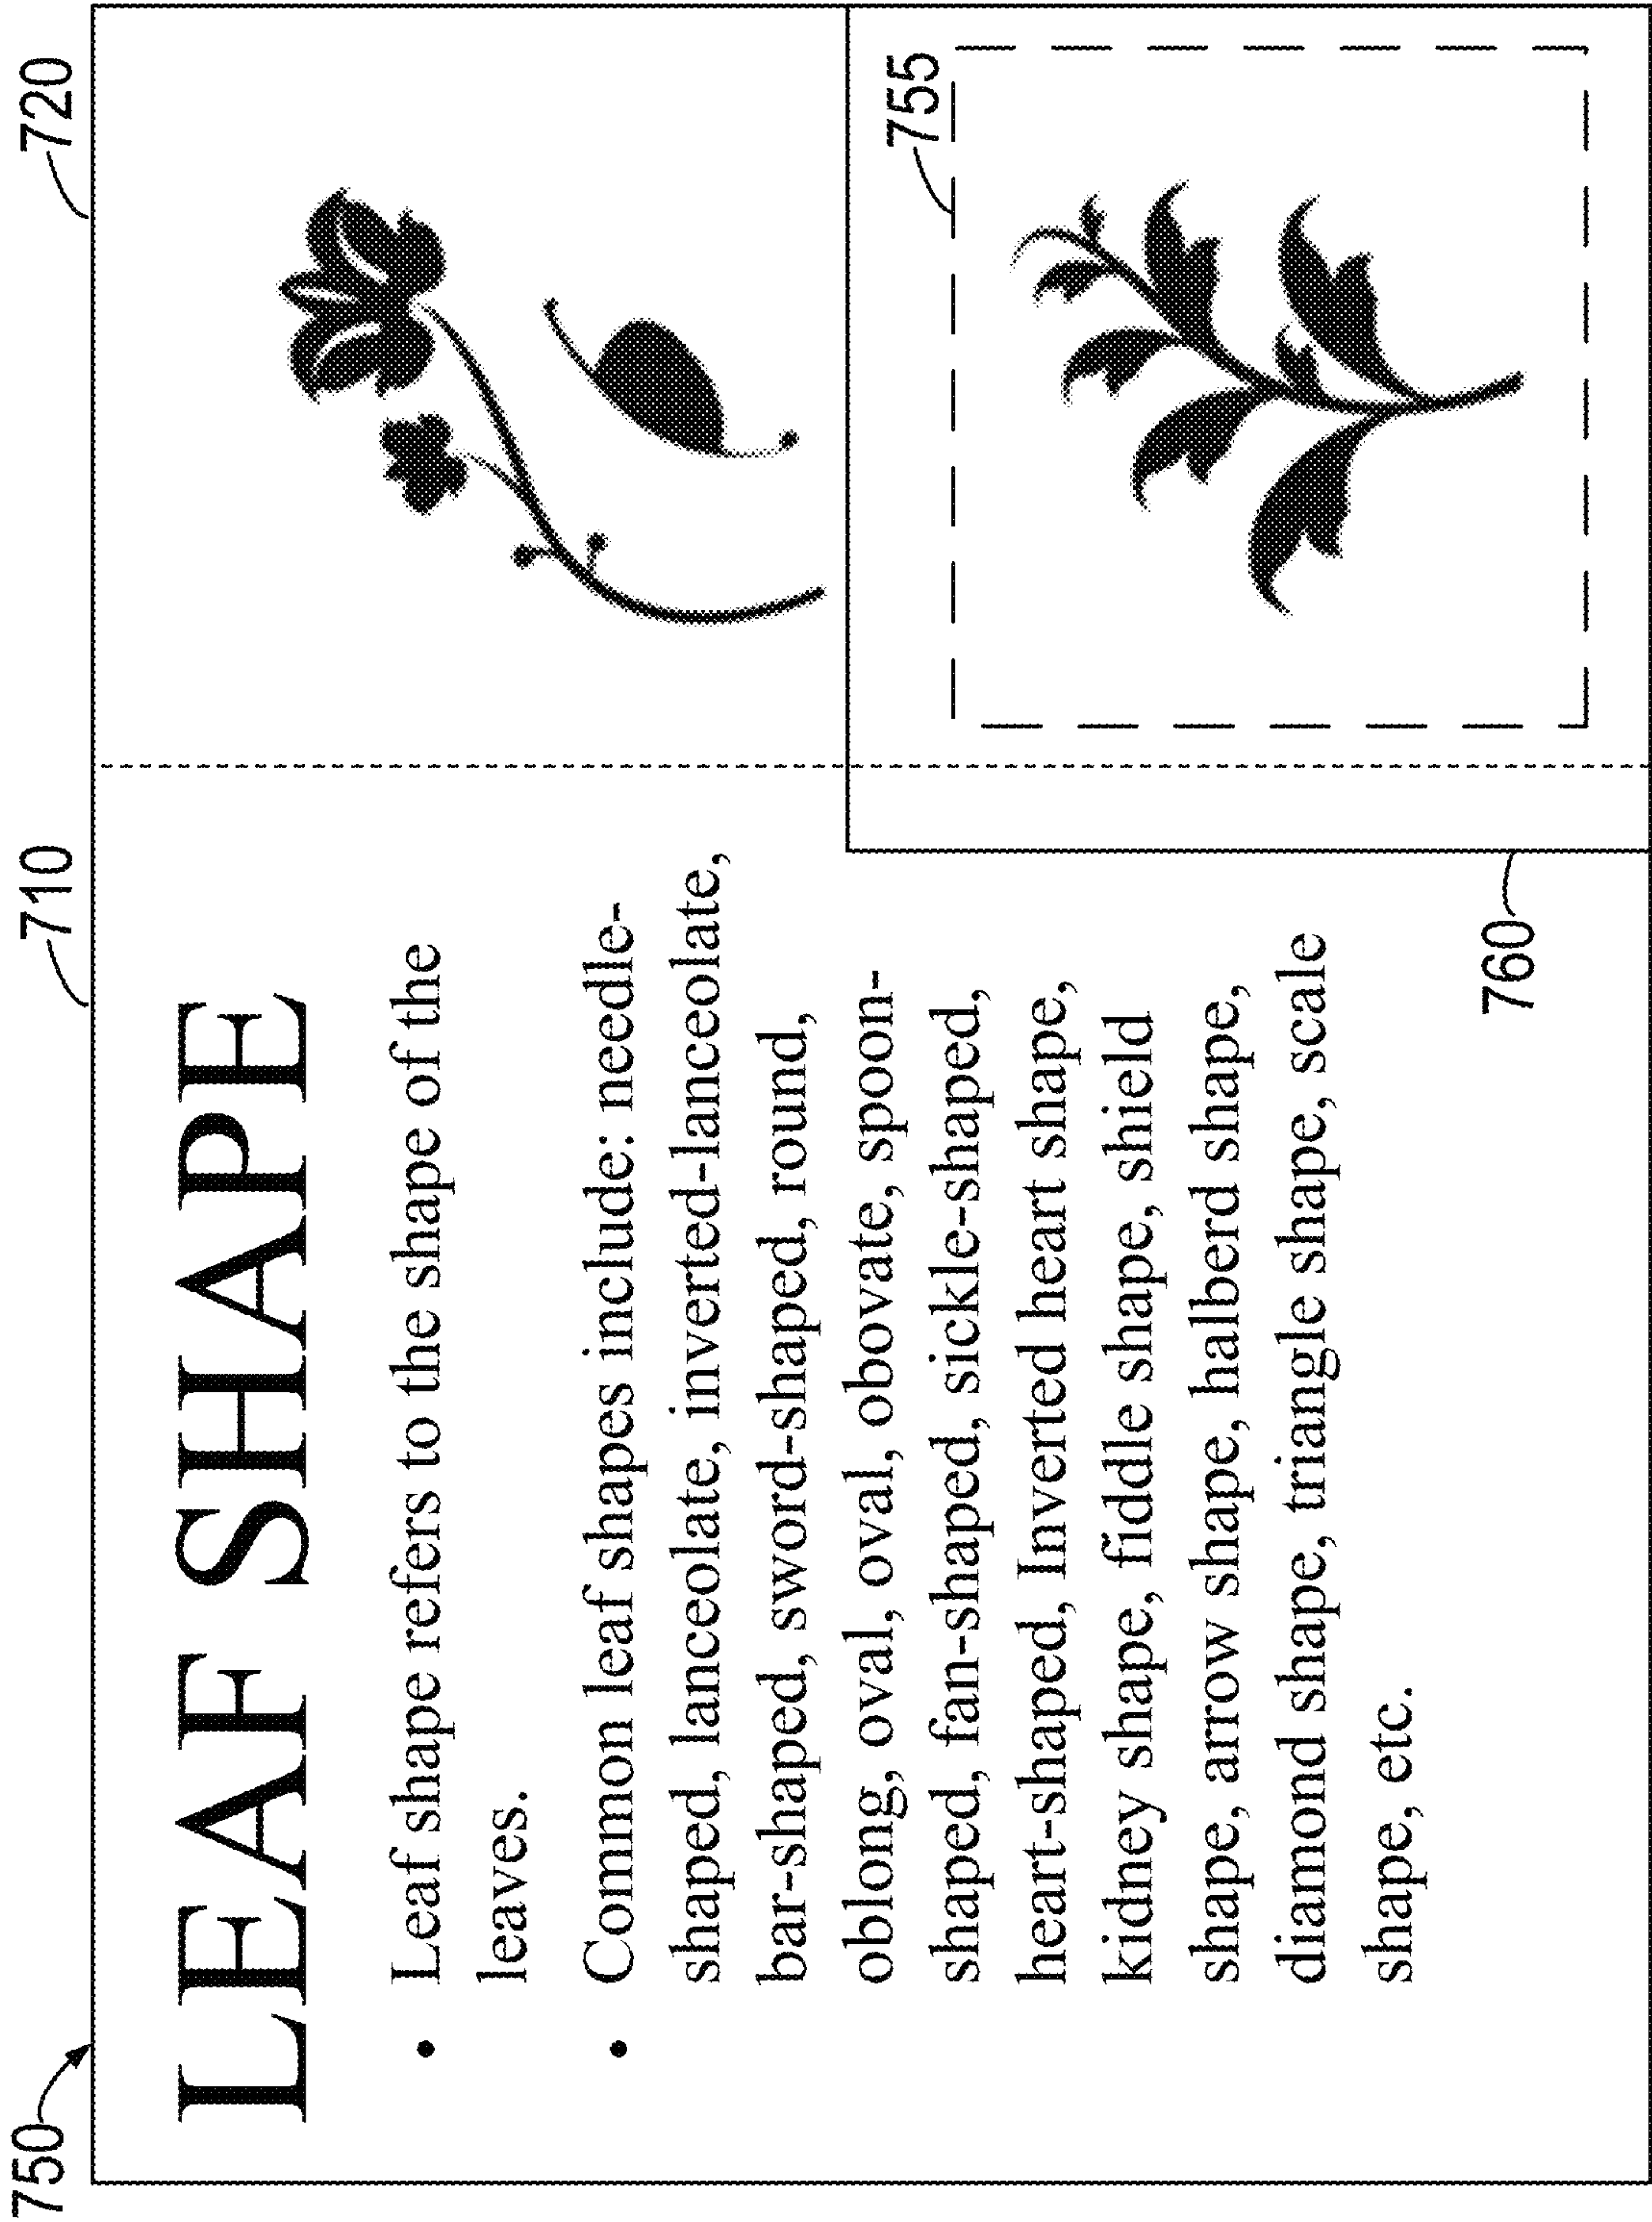 750
710
720
LEAF SHAPE
• Leaf shape refers to the shape of the
leaves.
• Common leaf shapes include: needle-
shaped, lanceolate, inverted-lanceolate,
bar-shaped, sword-shaped, round,
oblong, oval, oval, obovate, spoon-
shaped, fan-shaped, sickle-shaped,
heart-shaped, Inverted heart shape,
kidney shape, fiddle shape, shield
shape, arrow shape, halberd shape,
diamond shape, triangle shape, scale
shape, etc.
755
760